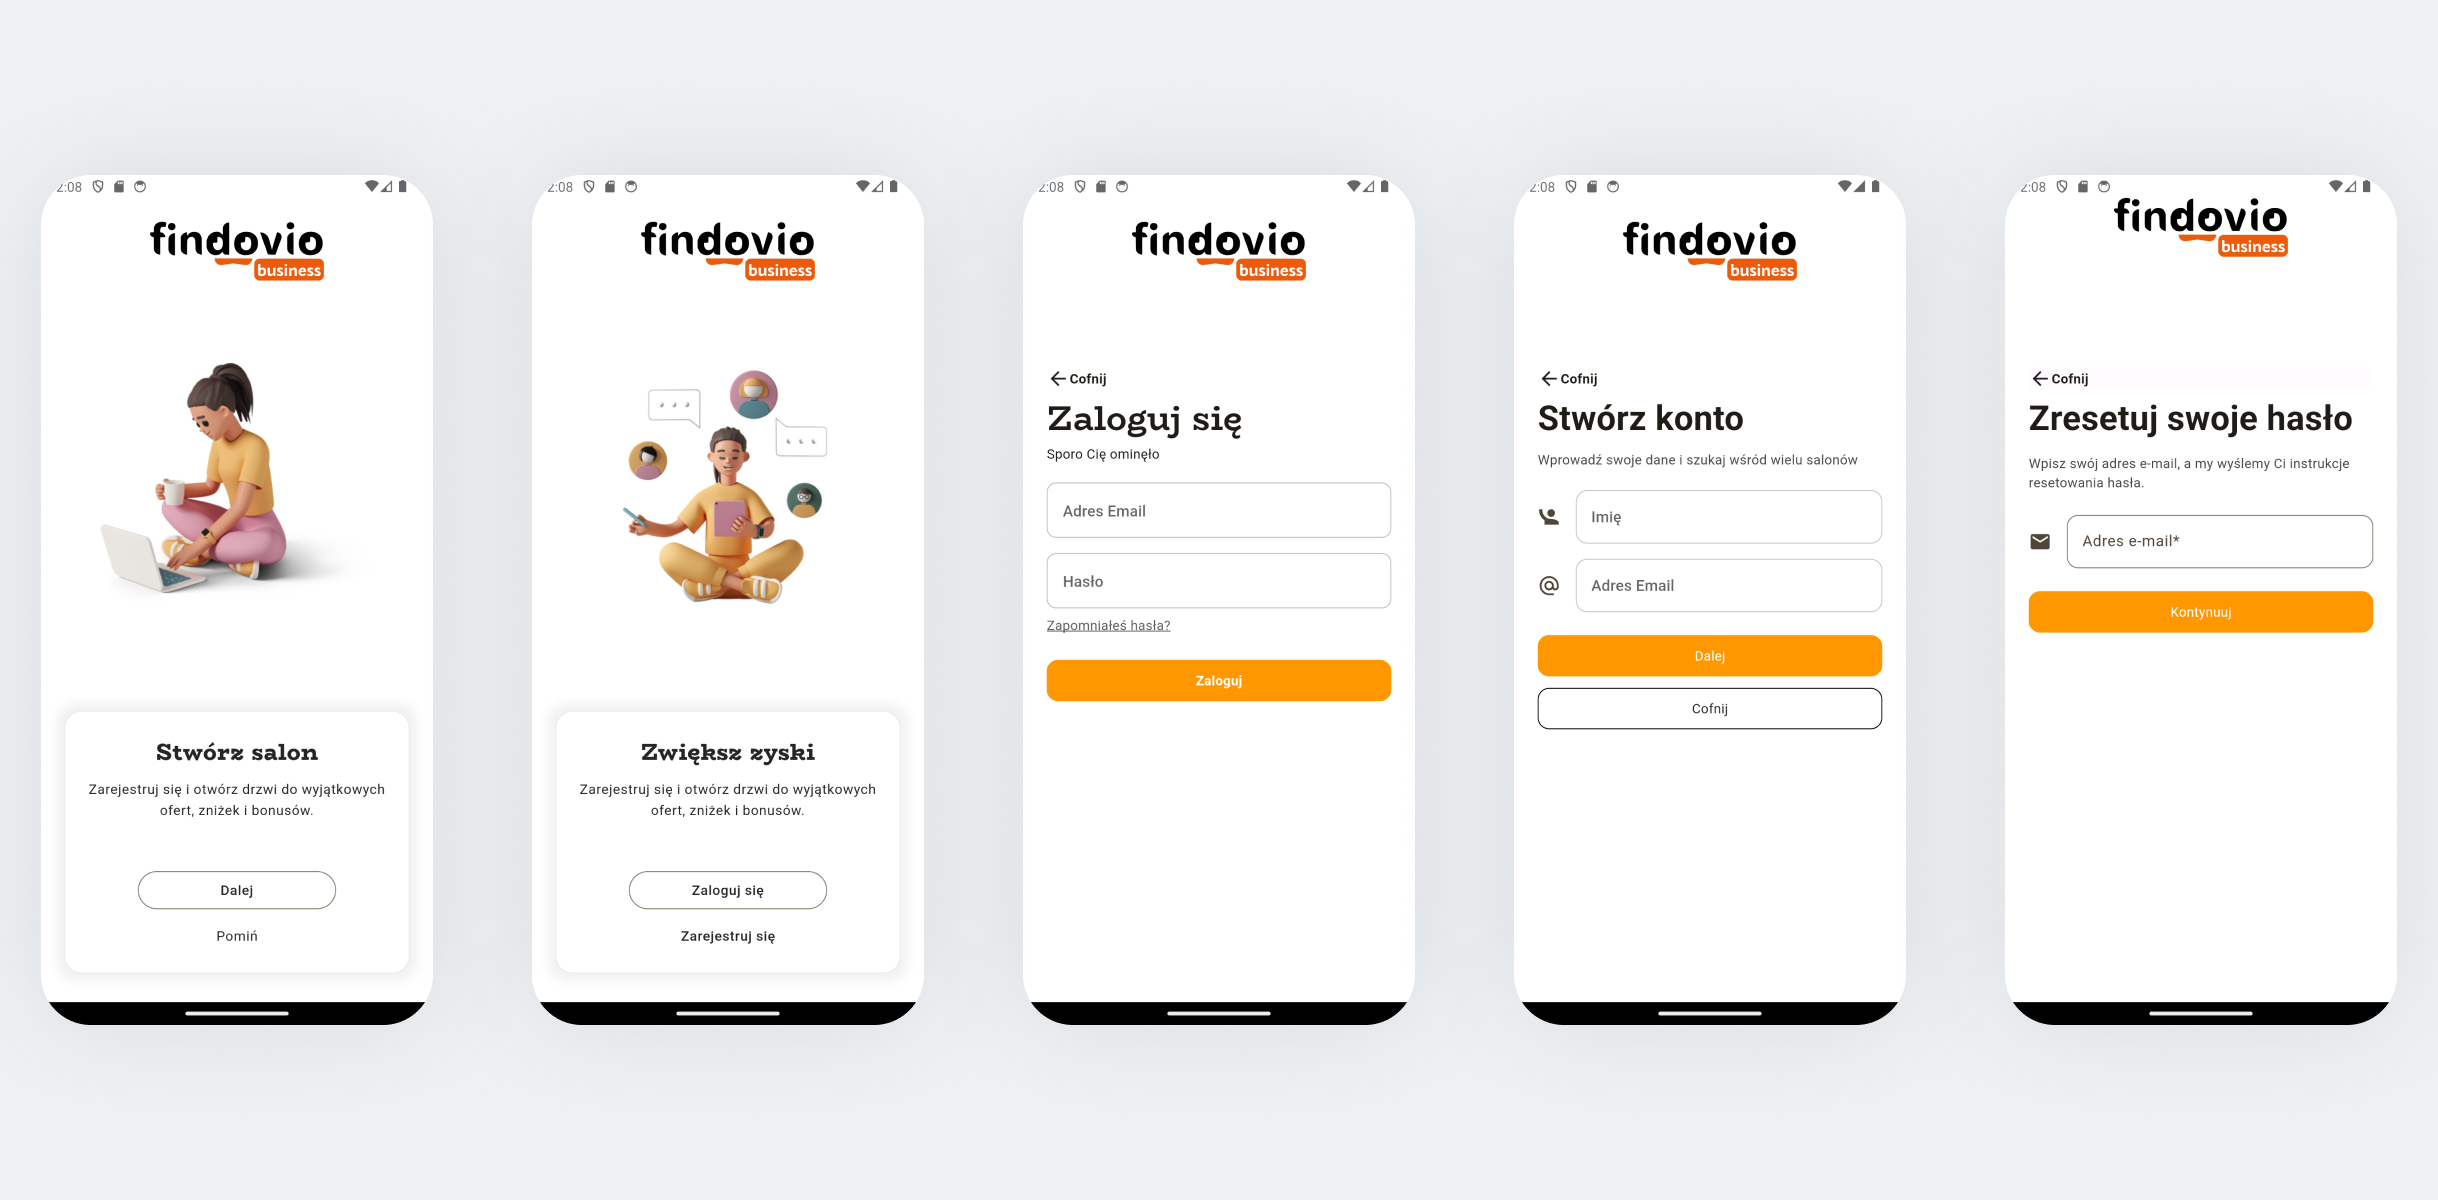 2:08
findovio
business
Stwórz salon
Zarejestruj się i otwórz drzwi do wyjątkowych
ofert, zniżek i bonusów.
Dalej
Pomiń
2:08
findovio
business
Zwiększ zyski
Zarejestruj się i otwórz drzwi do wyjątkowych
ofert, zniżek i bonusów.
Zaloguj się
Zarejestruj się
2:08
findovio
business
Cofnij
Zaloguj się
Sporo Cię ominęło
Adres Email
Hasło
Zapomniałeś hasła?
Zaloguj
2:08
findovio
business
Cofnij
Stwórz konto
Wprowadź swoje dane i szukaj wśród wielu salonów
Imię
Adres Email
Dalej
Cofnij
2:08
findovio
business
Cofnij
Zresetuj swoje hasło
Wpisz swój adres e-mail, a my wyślemy Ci instrukcje
resetowania hasła.
Adres e-mail*
Kontynuuj